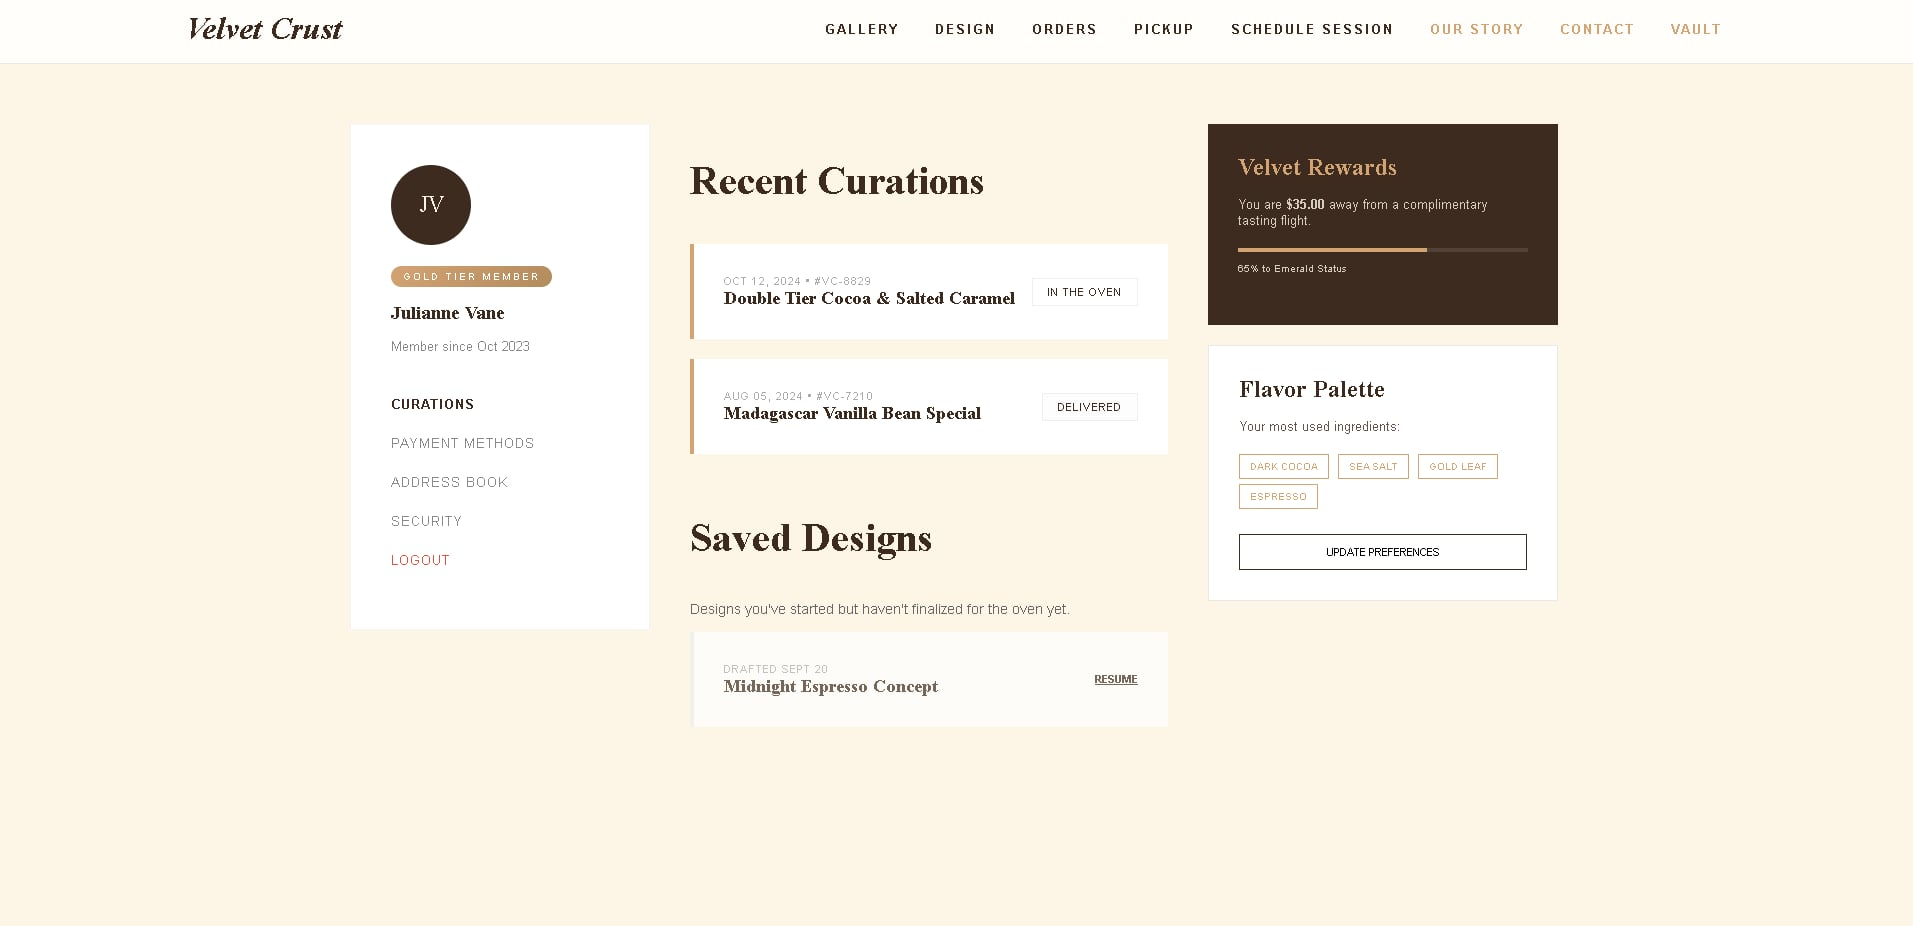 Velvet Crust
GALLERY DESIGN ORDERS PICKUP SCHEDULE SESSION OUR STORY CONTACT VAULT
JV
GOLD TIER MEMBER
Julianne Vane
Member since Oct 2023
CURATIONS
PAYMENT METHODS
ADDRESS BOOK
SECURITY
LOGOUT
Recent Curations
OCT 12, 2024 • #VC-8829
Double Tier Cocoa & Salted Caramel
IN THE OVEN
AUG 05, 2024 • #VC-7210
Madagascar Vanilla Bean Special
DELIVERED
Saved Designs
Designs you've started but haven't finalized for the oven yet.
DRAFTED SEPT 20
Midnight Espresso Concept
RESUME
Velvet Rewards
You are $35.00 away from a complimentary
tasting flight.
65% to Emerald Status
Flavor Palette
Your most used ingredients:
DARK COCOA SEA SALT GOLD LEAF
ESPRESSO
UPDATE PREFERENCES